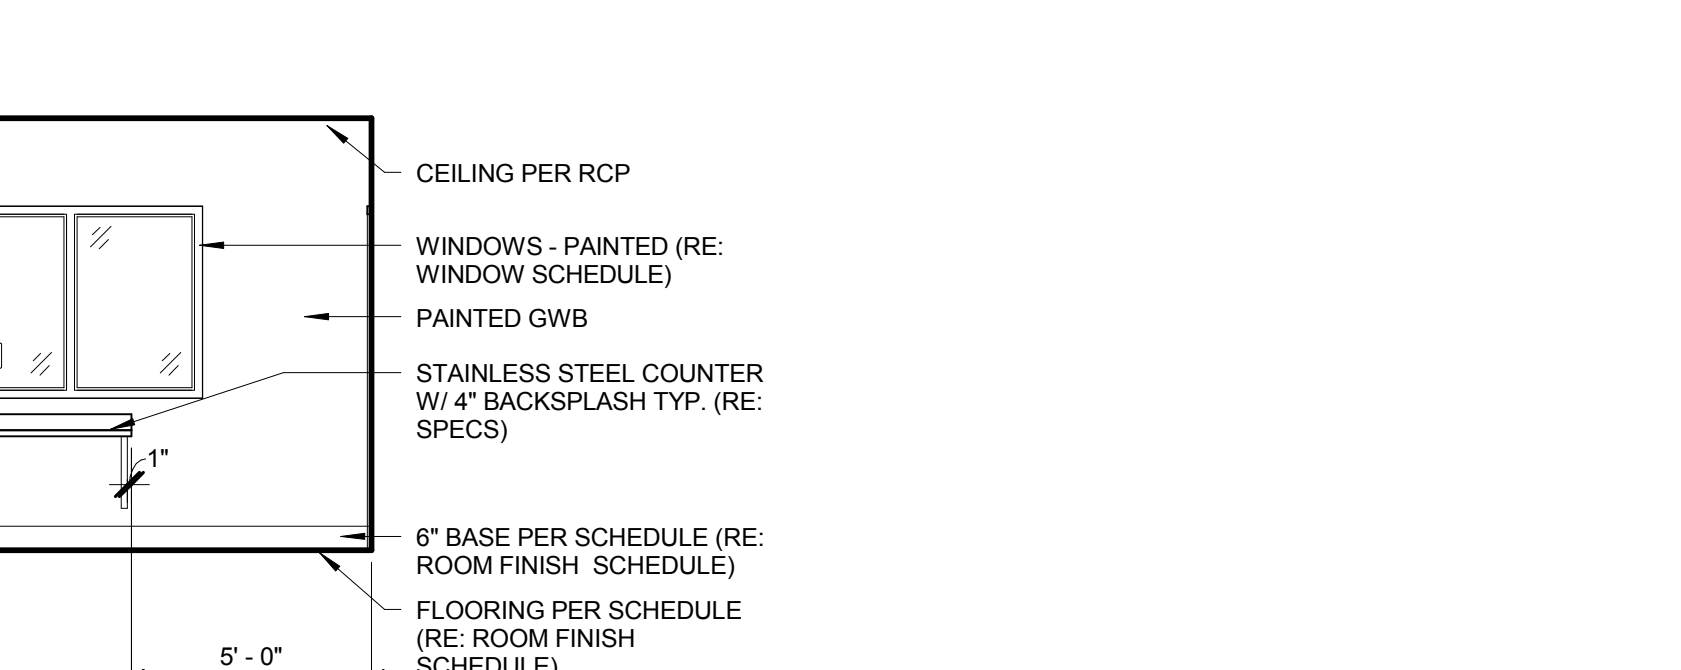 CEILING PER RCP
WINDOWS - PAINTED (RE:
WINDOW SCHEDULE)
PAINTED GWB
STAINLESS STEEL COUNTER
W/ 4" BACKSPLASH TYP. (RE:
SPECS)
1"
6" BASE PER SCHEDULE (RE:
ROOM FINISH  SCHEDULE)
FLOORING PER SCHEDULE
(RE: ROOM FINISH
SCHEDULE)
5' - 0"